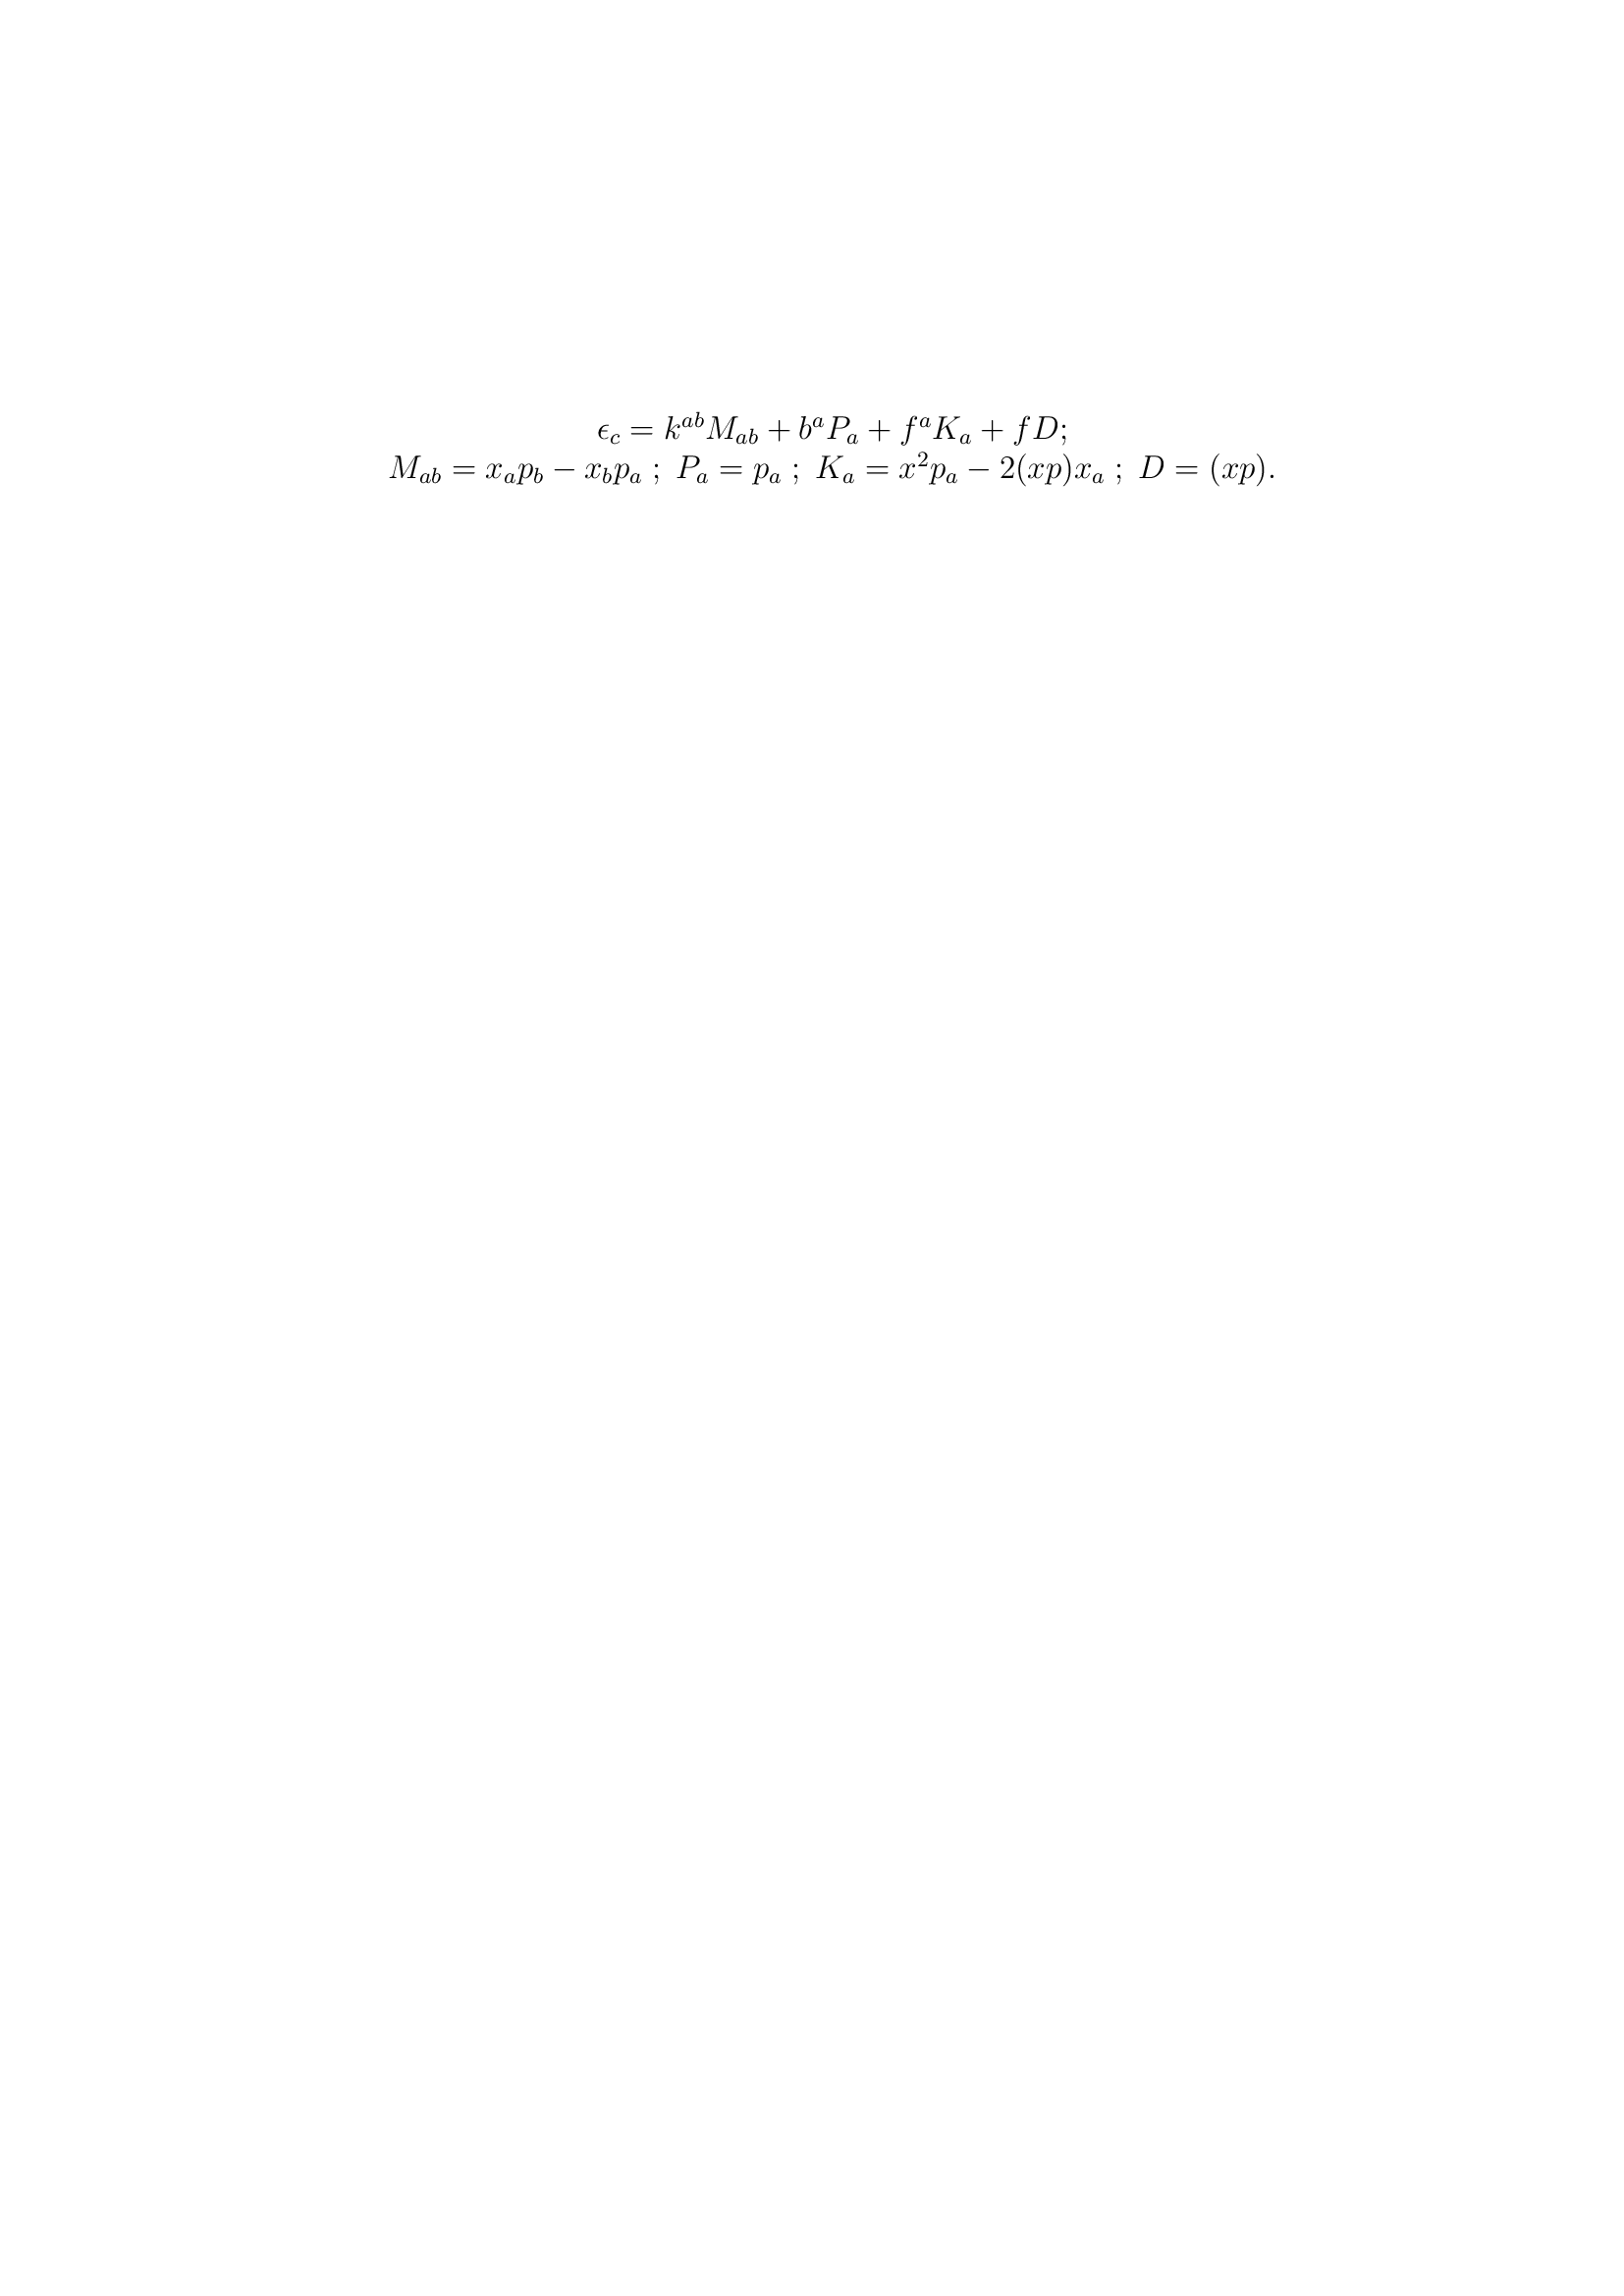 $\epsilon_c = k^{ab} M_{ab} + b^a P_a + f^a K_a + f D;$
$M_{ab} = x_a p_b - x_b p_a \; ; \; P_a = p_a \; ; \; K_a = x^2 p_a - 2(xp)x_a \; ; \; D = (xp).$